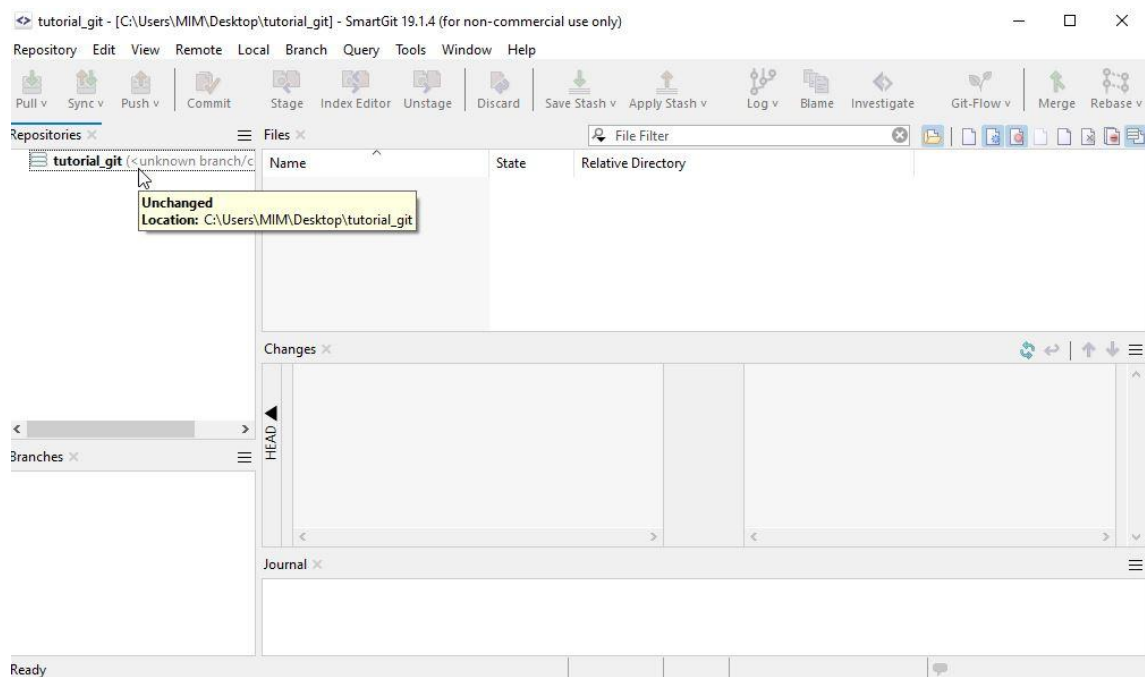 tutorial_git - [C:\Users\MIM\Desktop\tutorial_git] - SmartGit 19.1.4 (for non-commercial use only)
Repository Edit View Remote Local Branch Query Tools Window Help
Pull Sync Push Commit Stage Index Editor Unstage Discard Save Stash Apply Stash Log Blame Investigate Git-Flow Merge Rebase
Repositories
Files
File Filter
tutorial_git (<unknown branch/c
Name State Relative Directory
Unchanged
Location: C:\Users\MIM\Desktop\tutorial_git
Changes
HEAD
Branches
Journal
Ready